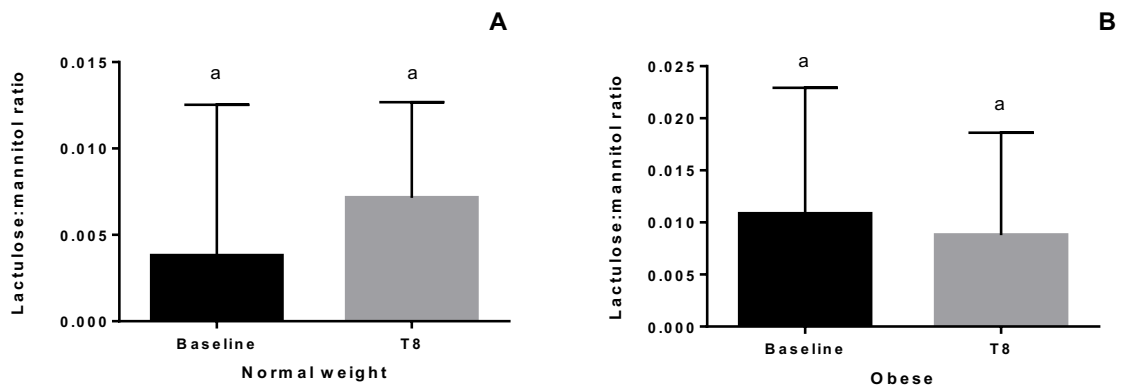 A
Lactulose:mannitol ratio
0.015
0.010
0.005
0.000
a
a
Baseline
T8
Normal weight
B
Lactulose:mannitol ratio
0.025
0.020
0.015
0.010
0.005
0.000
a
a
Baseline
T8
Obese